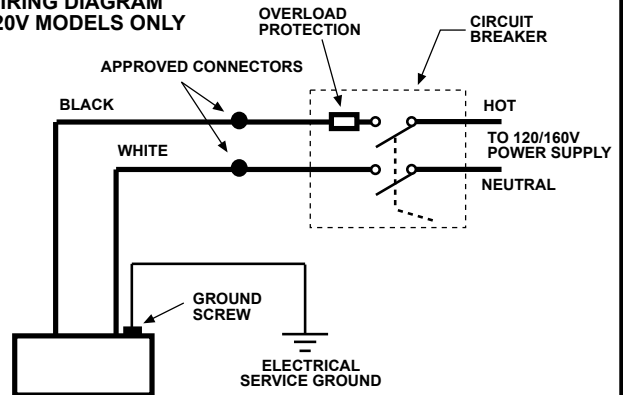 20V MODELS ONLY
OVERLOAD
PROTECTION
CIRCUIT
BREAKER
APPROVED CONNECTORS
BLACK
HOT
TO 120/160V
POWER SUPPLY
WHITE
NEUTRAL
GROUND
SCREW
ELECTRICAL
SERVICE GROUND
DIAGRAM